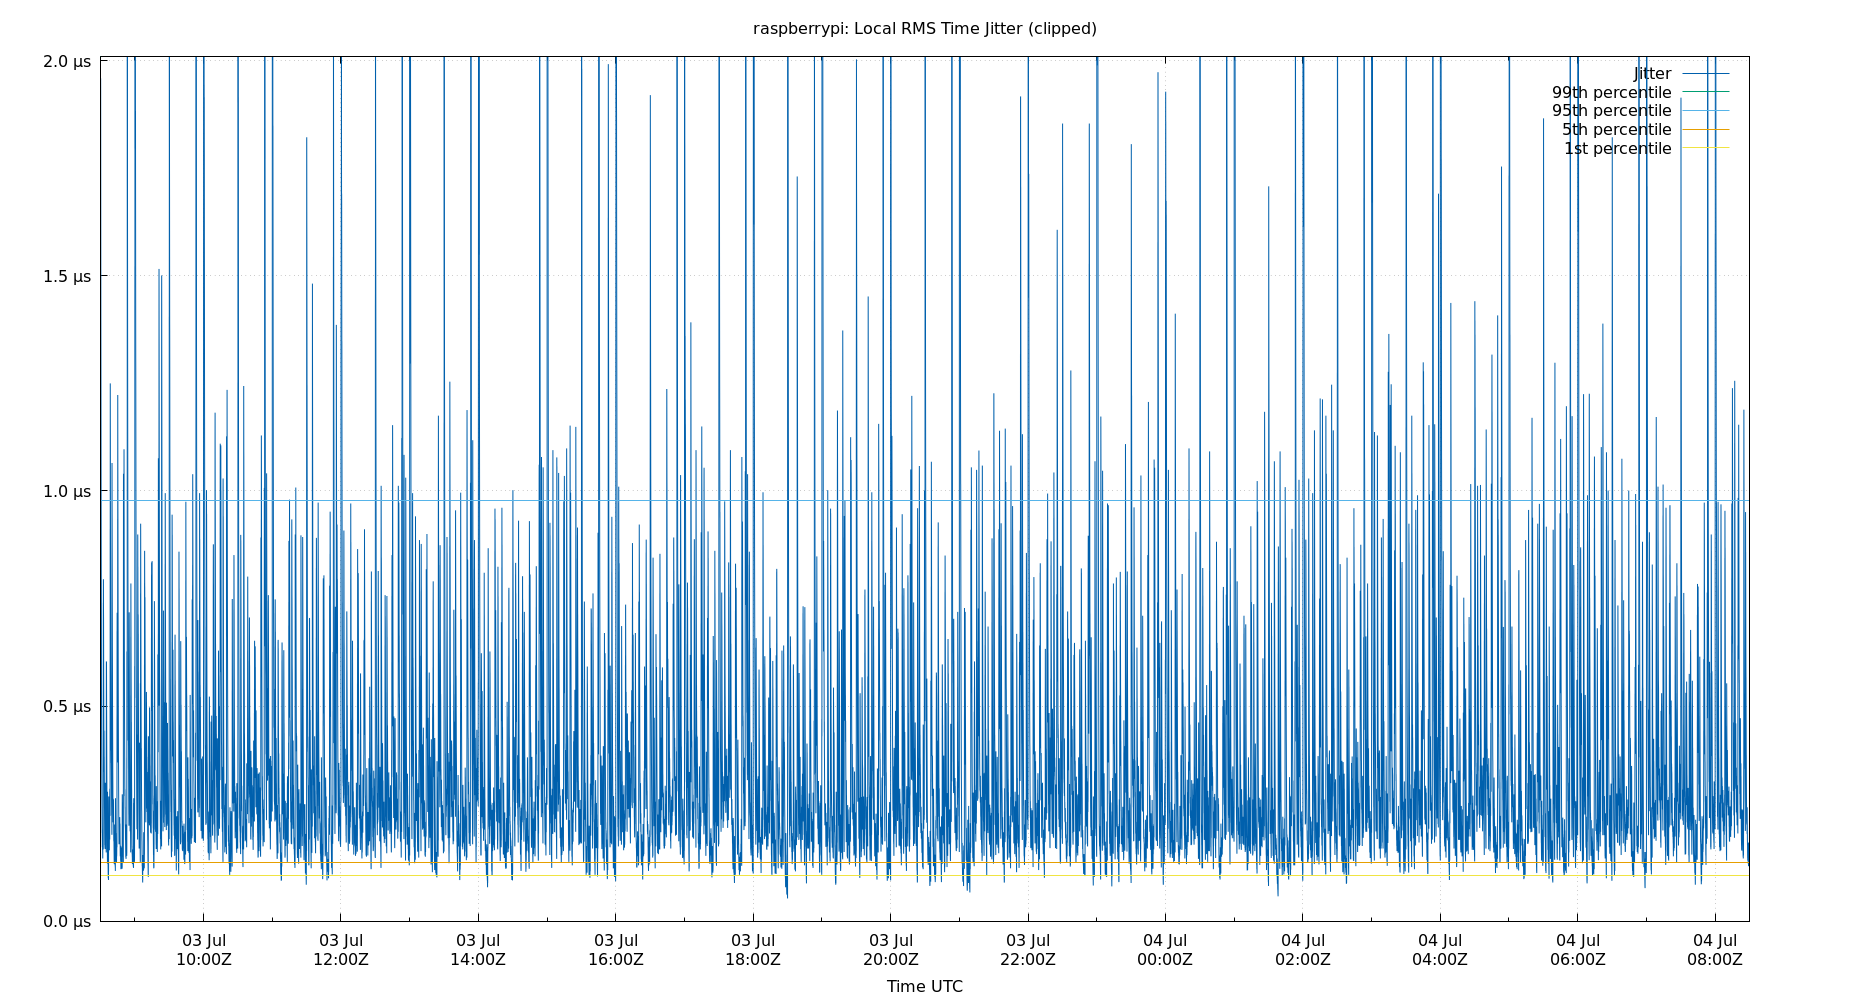 raspberrypi: Local RMS Time Jitter (clipped)
2.0 µs
1.5 µs
1.0 µs
0.5 µs
0.0 µs
Jitter
99th percentile
95th percentile
5th percentile
1st percentile
03 Jul 03 Jul 03 Jul 03 Jul 03 Jul 03 Jul 03 Jul 04 Jul 04 Jul 04 Jul 04 Jul 04 Jul
10:00Z 12:00Z 14:00Z 16:00Z 18:00Z 20:00Z 22:00Z 00:00Z 02:00Z 04:00Z 06:00Z 08:00Z
Time UTC